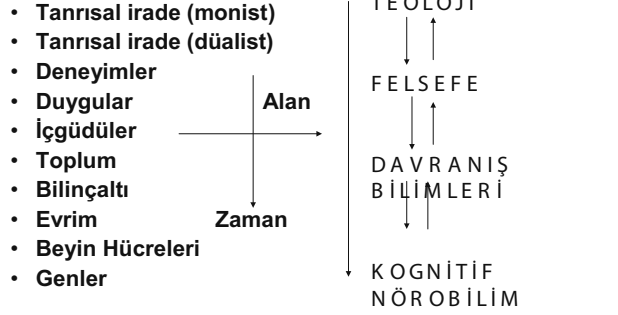 • Tanrısal irade (monist)
• Tanrısal irade (düalist)
• Deneyimler
• Duygular
• İçgüdüler
• Toplum
• Bilinçaltı
• Evrim
• Beyin Hücreleri
• Genler
Alan
Zaman
TEOLOJİ
FELSEFE
DAVRANIŞ
BİLİMLERİ
KOGNİTİF
NÖROBİLİM